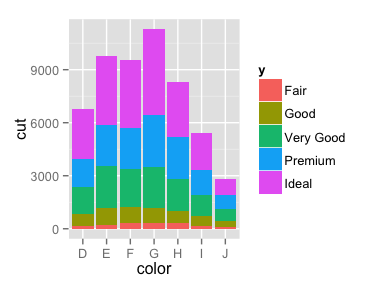 cut
9000
6000
3000
0
D E F G H I J
color
y
Fair
Good
Very Good
Premium
Ideal